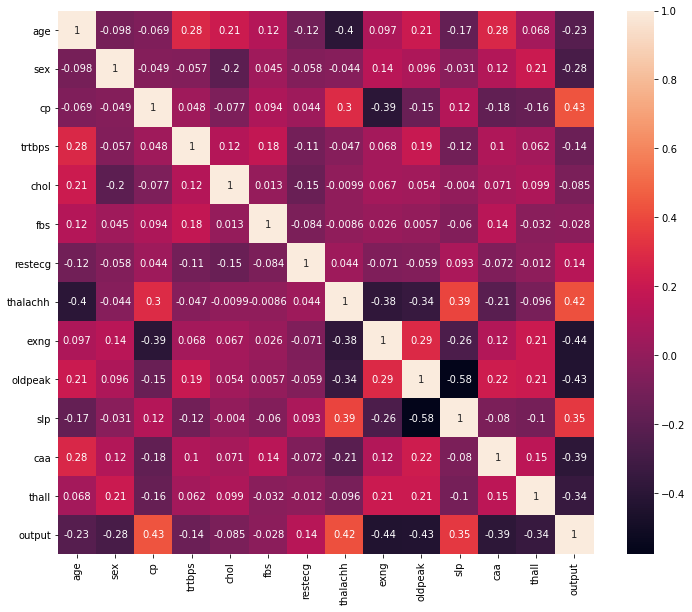 age 1 -0.098 -0.069 0.28 0.21 0.12 -0.12 -0.4 0.097 0.21 -0.17 0.28 0.068 -0.23
sex -0.098 1 -0.049 -0.057 -0.2 0.045 -0.058 -0.044 0.14 0.096 -0.031 0.12 0.21 -0.28
cp -0.069 -0.049 1 0.048 -0.077 0.094 0.044 0.3 -0.39 -0.15 0.12 -0.18 -0.16 0.43
trtbps 0.28 -0.057 0.048 1 0.12 0.18 -0.11 -0.047 0.068 0.19 -0.12 0.1 0.062 -0.14
chol 0.21 -0.2 -0.077 0.12 1 0.013 -0.15 -0.0099 0.067 0.054 -0.004 0.071 0.099 -0.085
fbs 0.12 0.045 0.094 0.18 0.013 1 -0.084 -0.0086 0.026 0.0057 -0.06 0.14 -0.032 -0.028
restecg -0.12 -0.058 0.044 -0.11 -0.15 -0.084 1 0.044 -0.071 -0.059 0.093 -0.072 -0.012 0.14
thalachh -0.4 -0.044 0.3 -0.047 -0.0099 -0.0086 0.044 1 -0.38 -0.34 0.39 -0.21 -0.096 0.42
exng 0.097 0.14 -0.39 0.068 0.067 0.026 -0.071 -0.38 1 0.29 -0.26 0.12 0.21 -0.44
oldpeak 0.21 0.096 -0.15 0.19 0.054 0.0057 -0.059 -0.34 0.29 1 -0.58 0.22 0.21 -0.43
slp -0.17 -0.031 0.12 -0.12 -0.004 -0.06 0.093 0.39 -0.26 -0.58 1 -0.08 -0.1 0.35
caa 0.28 0.12 -0.18 0.1 0.071 0.14 -0.072 -0.21 0.12 0.22 -0.08 1 0.15 -0.39
thall 0.068 0.21 -0.16 0.062 0.099 -0.032 -0.012 -0.096 0.21 0.21 -0.1 0.15 1 -0.34
output -0.23 -0.28 0.43 -0.14 -0.085 -0.028 0.14 0.42 -0.44 -0.43 0.35 -0.39 -0.34 1
age sex cp trtbps chol fbs restecg thalachh exng oldpeak slp caa thall output
1.0
0.8
0.6
0.4
0.2
0.0
−0.2
−0.4